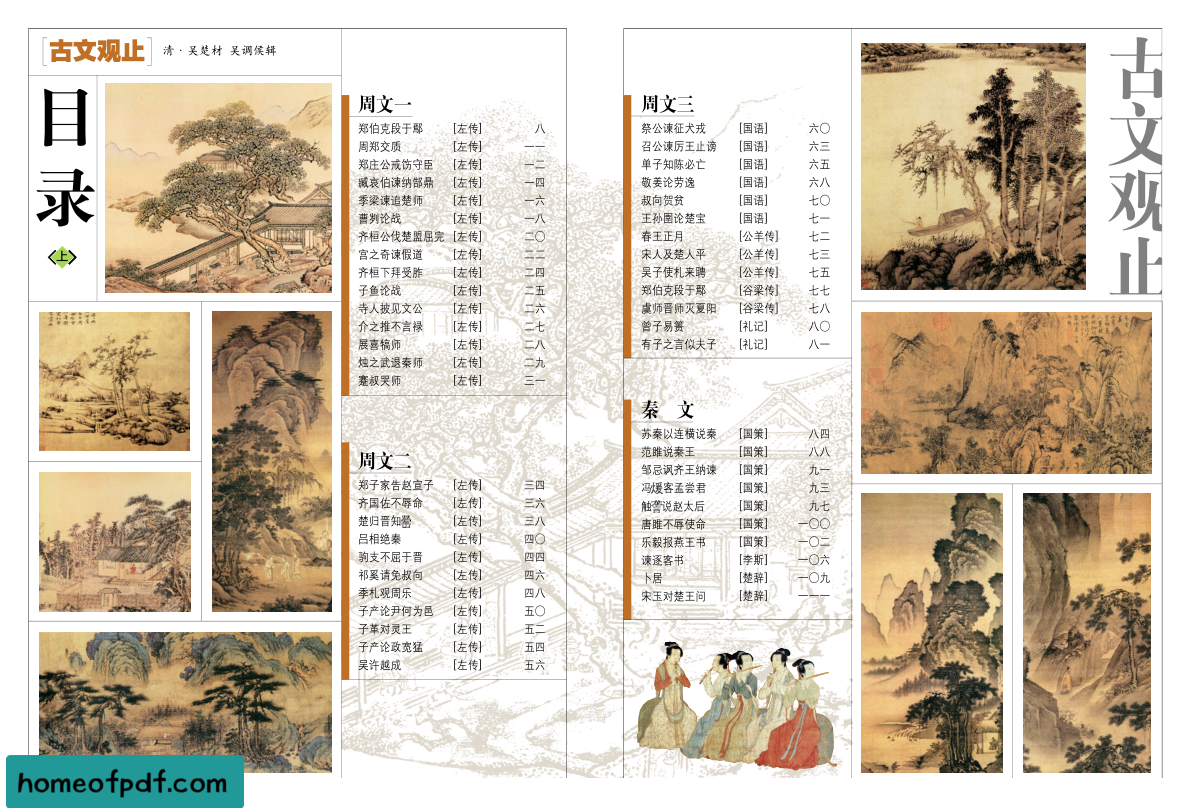 古文观止 清·吴楚材 吴调侯辑
目录
上
周文一
郑伯克段于鄢 [左传] 八
周郑交质 [左传] 一一
郑庄公戒饬守臣 [左传] 一二
臧哀伯谏纳郜鼎 [左传] 一四
季梁谏追楚师 [左传] 一六
曹刿论战 [左传] 一八
齐桓公伐楚盟屈完 [左传] 二〇
宫之奇谏假道 [左传] 二二
齐桓下拜受胙 [左传] 二四
子鱼论战 [左传] 二五
寺人披见文公 [左传] 二六
介之推不言禄 [左传] 二七
展喜犒师 [左传] 二八
烛之武退秦师 [左传] 二九
蹇叔哭师 [左传] 三一
周文二
郑子家告赵宣子 [左传] 三四
齐国佐不辱命 [左传] 三六
楚归晋知罃 [左传] 三八
吕相绝秦 [左传] 四〇
驹支不屈于晋 [左传] 四四
祁奚请免叔向 [左传] 四六
季札观周乐 [左传] 四八
子产论尹何为邑 [左传] 五〇
子革对灵王 [左传] 五二
子产论政宽猛 [左传] 五四
吴许越成 [左传] 五六
周文三
祭公谏征犬戎 [国语] 六〇
召公谏厉王止谤 [国语] 六三
单子知陈必亡 [国语] 六五
敬姜论劳逸 [国语] 六八
叔向贺贫 [国语] 七〇
王孙圉论楚宝 [国语] 七一
春王正月 [公羊传] 七二
宋人及楚人平 [公羊传] 七三
吴子使札来聘 [公羊传] 七五
郑伯克段于鄢 [谷梁传] 七七
虞师晋师灭夏阳 [谷梁传] 七八
曾子易箦 [礼记] 八〇
有子之言似夫子 [礼记] 八一
秦 文
苏秦以连横说秦 [国策] 八四
范雎说秦王 [国策] 八八
邹忌讽齐王纳谏 [国策] 九一
冯煖客孟尝君 [国策] 九三
触詟说赵太后 [国策] 九七
唐雎不辱使命 [国策] 一〇〇
乐毅报燕王书 [国策] 一〇二
谏逐客书 [李斯] 一〇六
卜居 [楚辞] 一〇九
宋玉对楚王问 [楚辞] 一一一
古文观止
homeofpdf.com